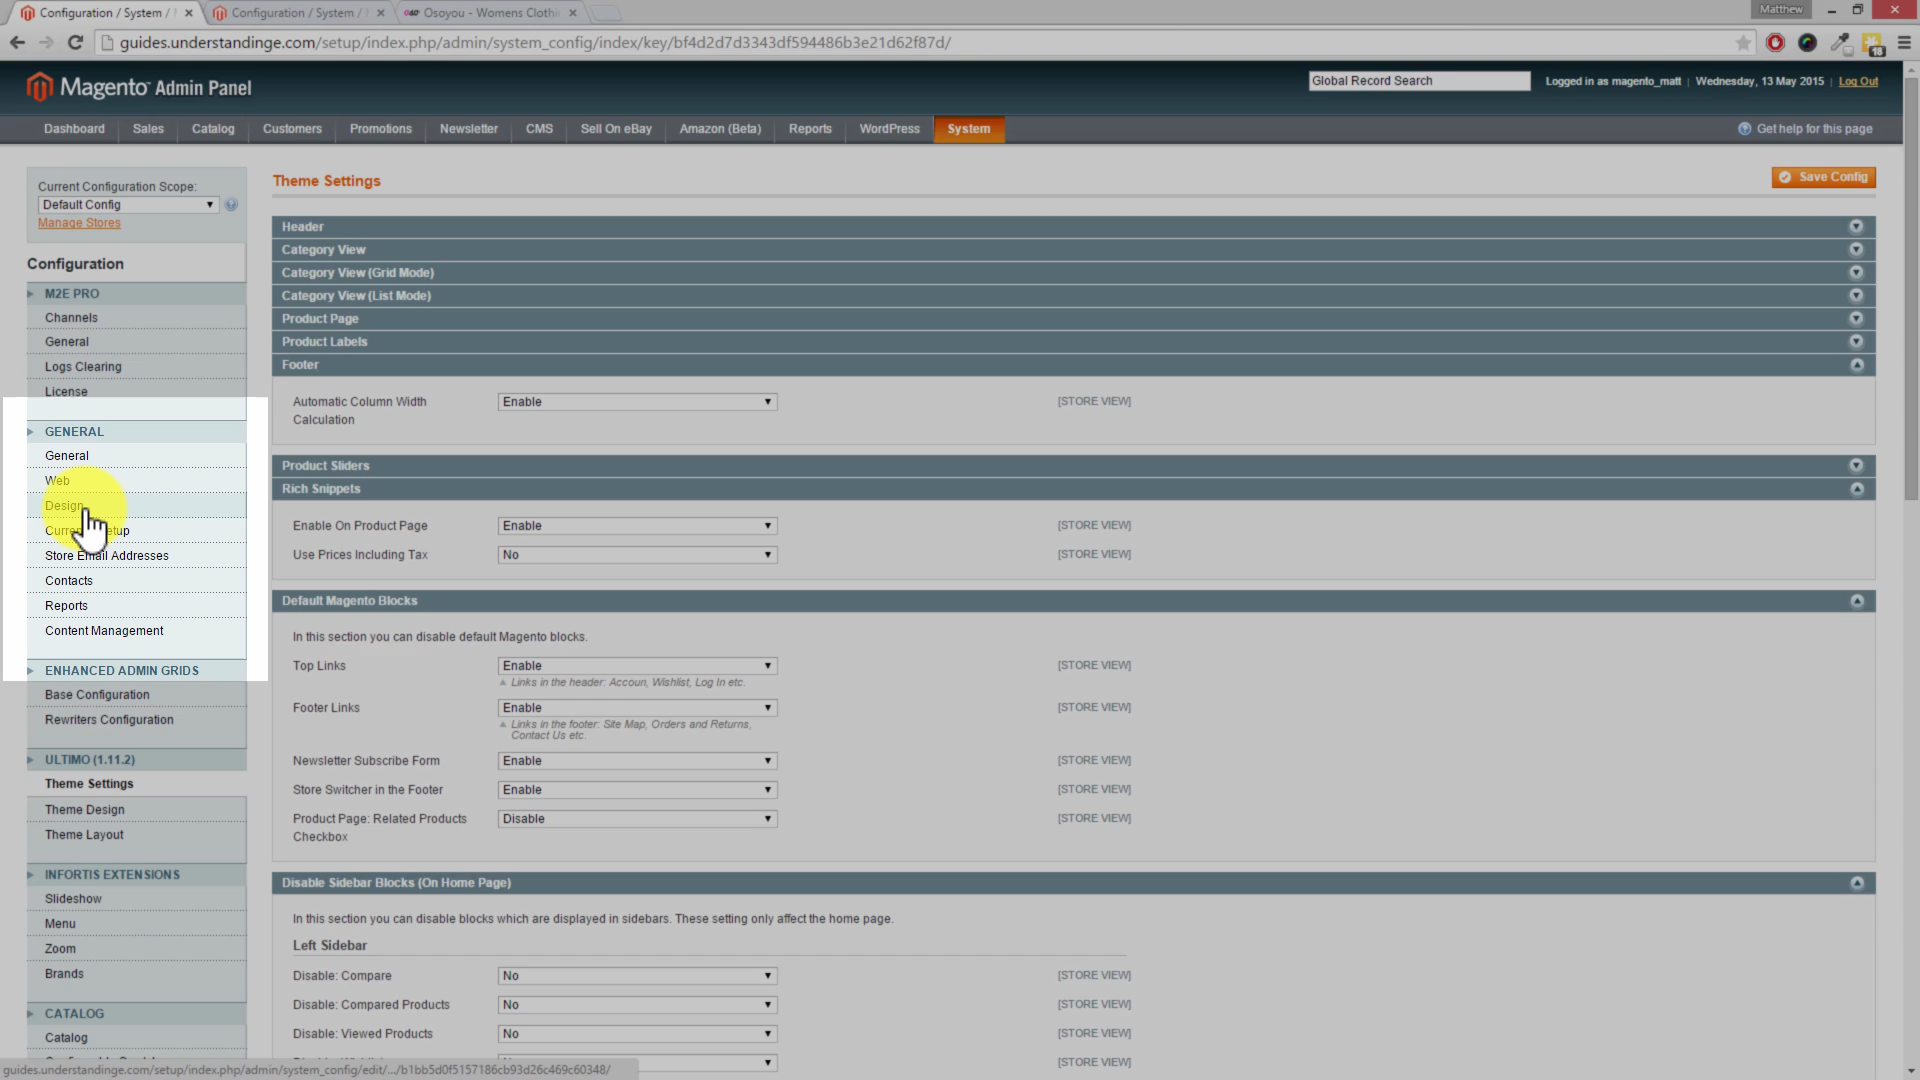 Configuration / System /
Configuration / System /
Osoyou - Womens Clothi
Matthew
guides.understandinge.com/setup/index.php/admin/system_config/index/key/bf4d2d7d3343df594486b3e21d62f87d/
18
Magento Admin Panel
Global Record Search
Logged in as magento_matt | Wednesday, 13 May 2015 | Log Out
Dashboard Sales Catalog Customers Promotions Newsletter CMS Sell On eBay Amazon (Beta) Reports WordPress System
Get help for this page
Current Configuration Scope:
Default Config
Manage Stores
Configuration
M2E PRO
Channels
General
Logs Clearing
License
GENERAL
General
Web
Design
Store Email Addresses
Contacts
Reports
Content Management
ENHANCED ADMIN GRIDS
Base Configuration
Rewriters Configuration
ULTIMO (1.11.2)
Theme Settings
Theme Design
Theme Layout
INFORTIS EXTENSIONS
Slideshow
Menu
Zoom
Brands
CATALOG
Catalog
Theme Settings
Save Config
Header
Category View
Category View (Grid Mode)
Category View (List Mode)
Product Page
Product Labels
Footer
Automatic Column Width Calculation Enable [STORE VIEW]
Product Sliders
Rich Snippets
Enable On Product Page Enable [STORE VIEW]
Use Prices Including Tax No [STORE VIEW]
Default Magento Blocks
In this section you can disable default Magento blocks.
Top Links Enable [STORE VIEW]
Links in the header: Accoun, Wishlist, Log In etc.
Footer Links Enable [STORE VIEW]
Links in the footer: Site Map, Orders and Returns,
Contact Us etc.
Newsletter Subscribe Form Enable [STORE VIEW]
Store Switcher in the Footer Enable [STORE VIEW]
Product Page: Related Products Checkbox Disable [STORE VIEW]
Disable Sidebar Blocks (On Home Page)
In this section you can disable blocks which are displayed in sidebars. These setting only affect the home page.
Left Sidebar
Disable: Compare No [STORE VIEW]
Disable: Compared Products No [STORE VIEW]
Disable: Viewed Products No [STORE VIEW]
[STORE VIEW]
guides.understandinge.com/setup/index.php/admin/system_config/edit/.../b1bb5d0f5157186cb93d26c469c60348/